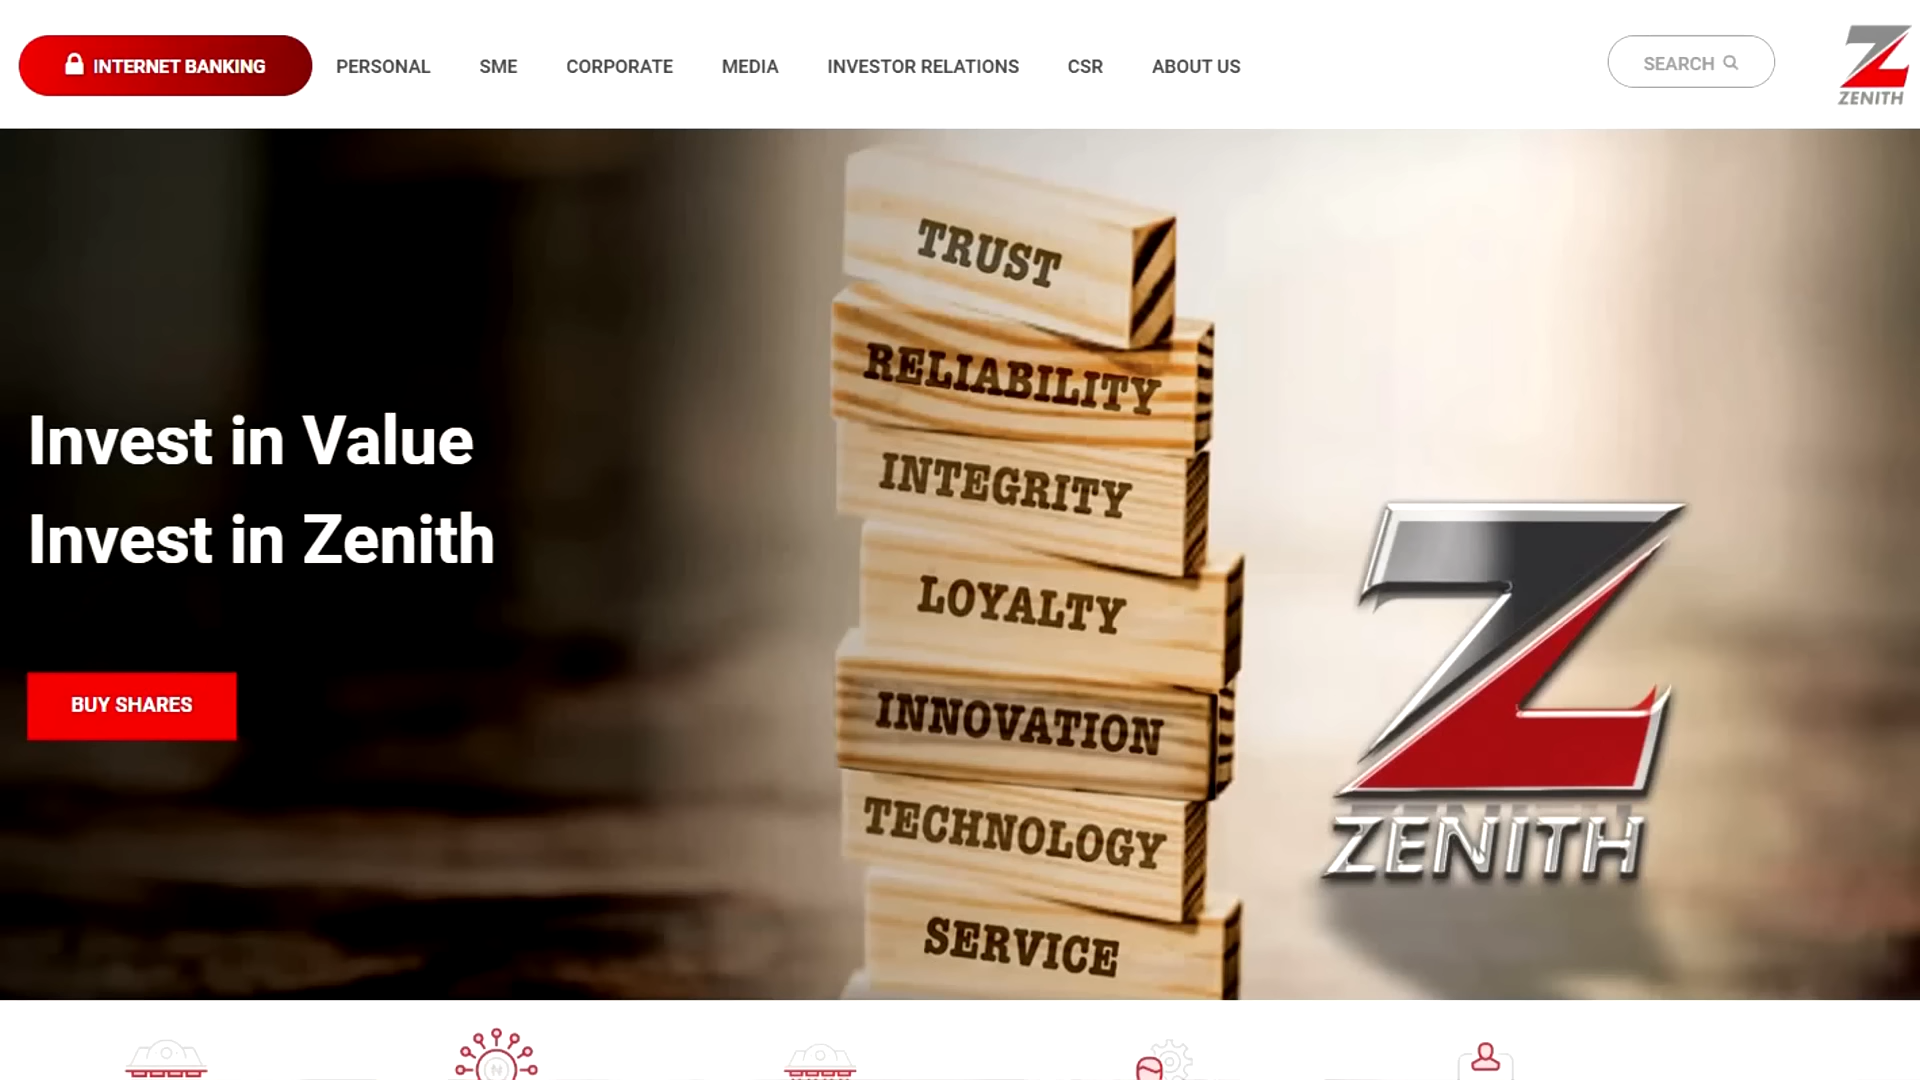 INTERNET BANKING
PERSONAL
SME
CORPORATE
MEDIA
INVESTOR RELATIONS
CSR
ABOUT US
SEARCH
ZENITH
TRUST
RELIABILITY
INTEGRITY
LOYALTY
INNOVATION
TECHNOLOGY
SERVICE
Invest in Value
Invest in Zenith
BUY SHARES
Z
ZENITH